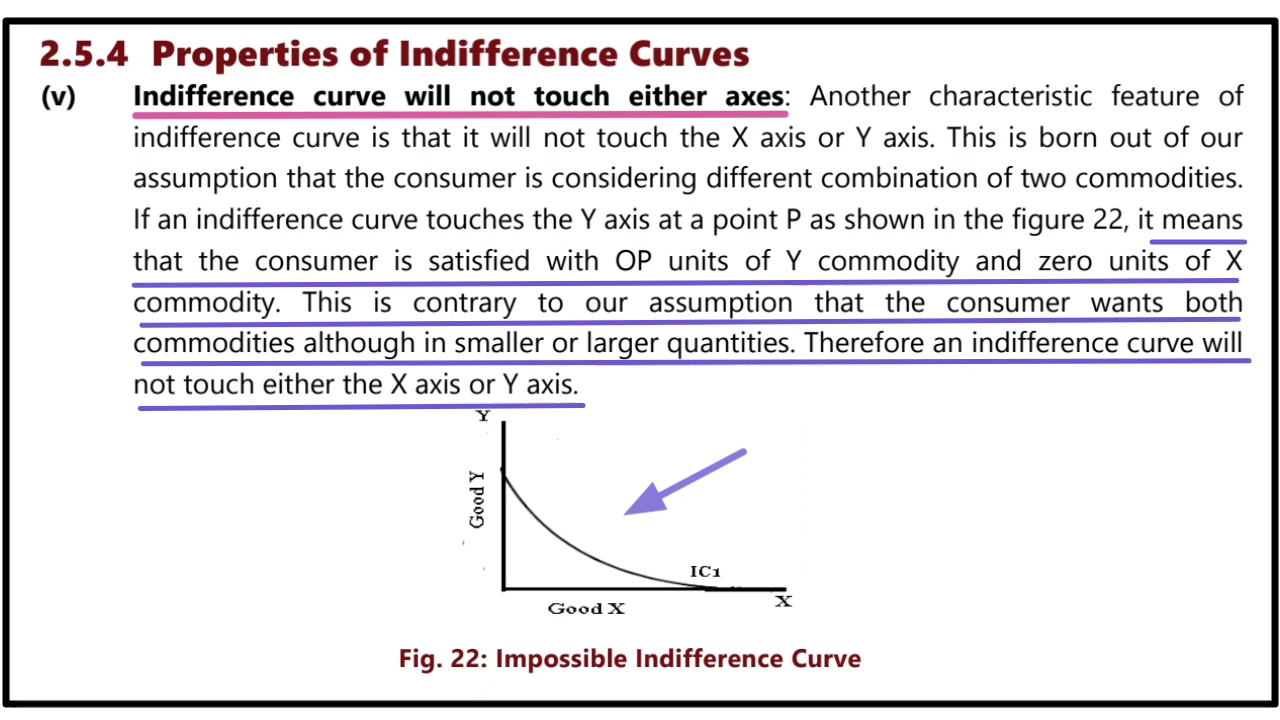 2.5.4 Properties of Indifference Curves
(v) Indifference curve will not touch either axes: Another characteristic feature of
indifference curve is that it will not touch the X axis or Y axis. This is born out of our
assumption that the consumer is considering different combination of two commodities.
If an indifference curve touches the Y axis at a point P as shown in the figure 22, it means
that the consumer is satisfied with OP units of Y commodity and zero units of X
commodity. This is contrary to our assumption that the consumer wants both
commodities although in smaller or larger quantities. Therefore an indifference curve will
not touch either the X axis or Y axis.
Y
Good Y
IC1
X
Good X
Fig. 22: Impossible Indifference Curve